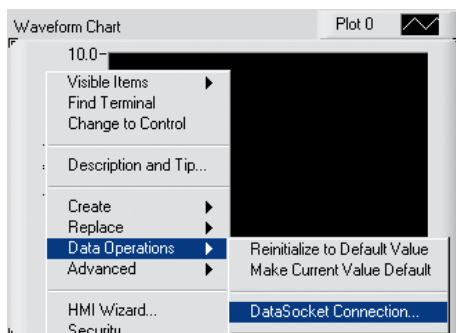 Waveform Chart
Plot 0
10.0
Visible Items
Find Terminal
Change to Control
Description and Tip...
Create
Replace
Data Operations
Advanced
HMI Wizard...
Security
Reinitialize to Default Value
Make Current Value Default
DataSocket Connection...